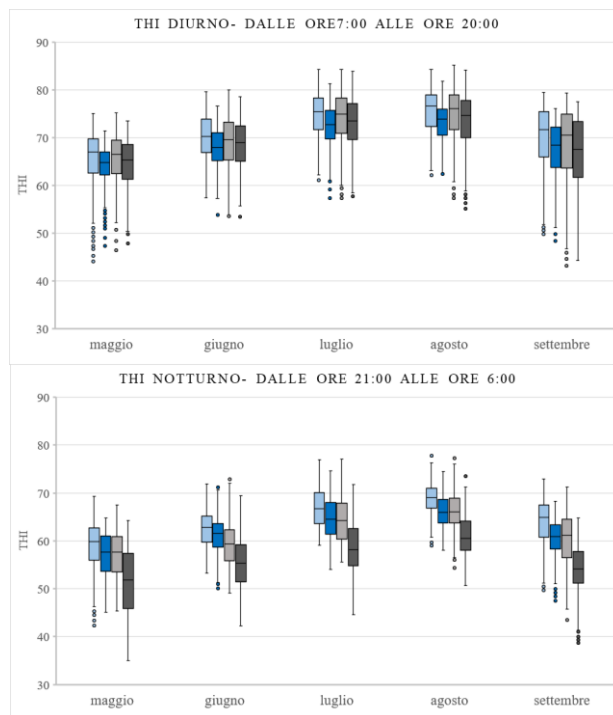 THI DIURNO- DALLE ORE7:00 ALLE ORE 20:00
90
80
70
60
50
40
30
THI
maggio giugno luglio agosto settembre
THI NOTTURNO- DALLE ORE 21:00 ALLE ORE 6:00
90
80
70
60
50
40
30
THI
maggio giugno luglio agosto settembre